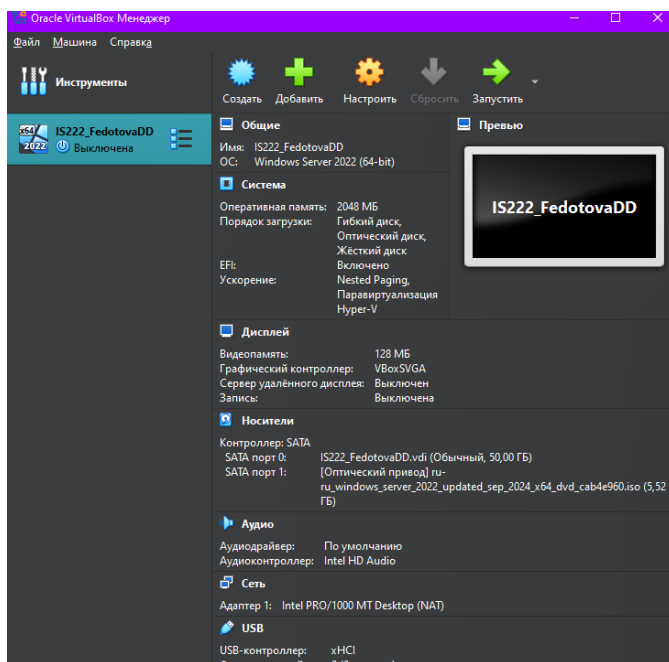 Oracle VirtualBox Менеджер
Файл Машина Справка
Инструменты
Создать Добавить Настроить Сбросить Запустить
x64
2022
IS222_FedotovaDD
Выключена
Общие
Имя: IS222_FedotovaDD
ОС: Windows Server 2022 (64-bit)
Превью
IS222_FedotovaDD
Система
Оперативная память: 2048 МБ
Порядок загрузки: Гибкий диск,
Оптический диск,
Жёсткий диск
EFI: Включено
Ускорение: Nested Paging,
Паравиртуализация
Hyper-V
Дисплей
Видеопамять: 128 МБ
Графический контроллер: VBoxSVGA
Сервер удалённого дисплея: Выключен
Запись: Выключена
Носители
Контроллер: SATA
SATA порт 0: IS222_FedotovaDD.vdi (Обычный, 50,00 ГБ)
SATA порт 1: [Оптический привод] ru-
ru_windows_server_2022_updated_sep_2024_x64_dvd_cab4e960.iso (5,52
ГБ)
Аудио
Аудиодрайвер: По умолчанию
Аудиоконтроллер: Intel HD Audio
Сеть
Адаптер 1: Intel PRO/1000 MT Desktop (NAT)
USB
USB-контроллер: xHCI